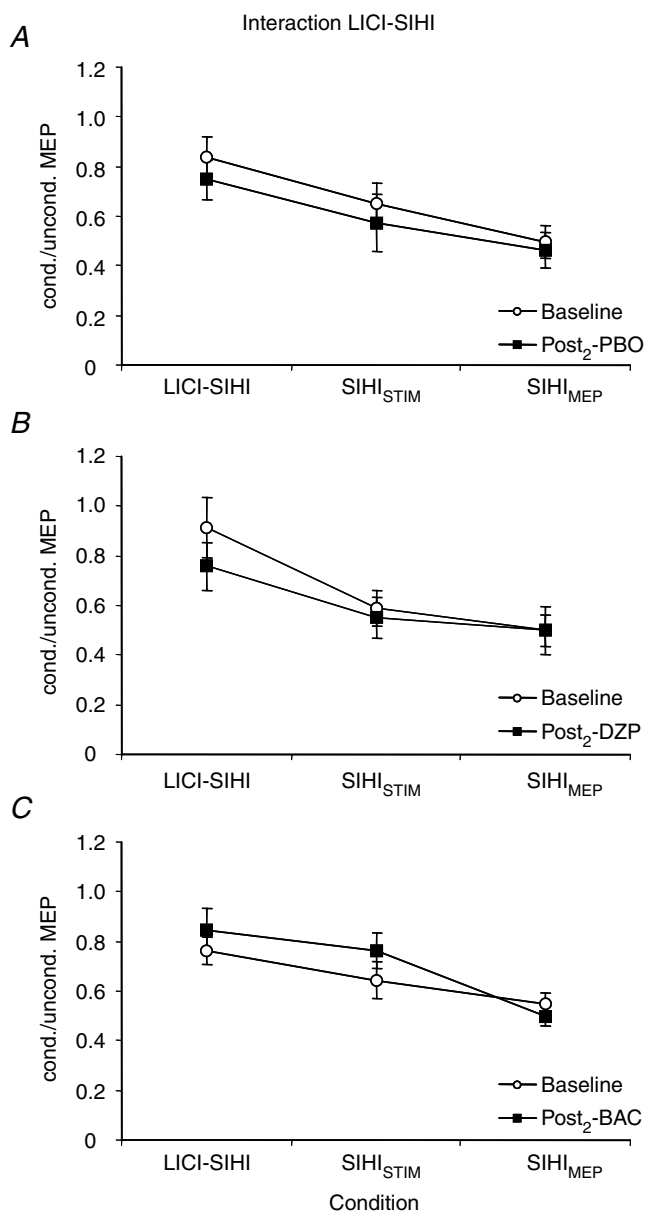 Interaction LICI-SIHI
A
1.2
1.0
0.8
0.6
0.4
0.2
0
cond./uncond. MEP
Baseline
Post2-PBO
LICI-SIHI SIHISTIM SIHIMEP
B
1.2
1.0
0.8
0.6
0.4
0.2
0
cond./uncond. MEP
Baseline
Post2-DZP
LICI-SIHI SIHISTIM SIHIMEP
C
1.2
1.0
0.8
0.6
0.4
0.2
0
cond./uncond. MEP
Baseline
Post2-BAC
LICI-SIHI SIHISTIM SIHIMEP
Condition